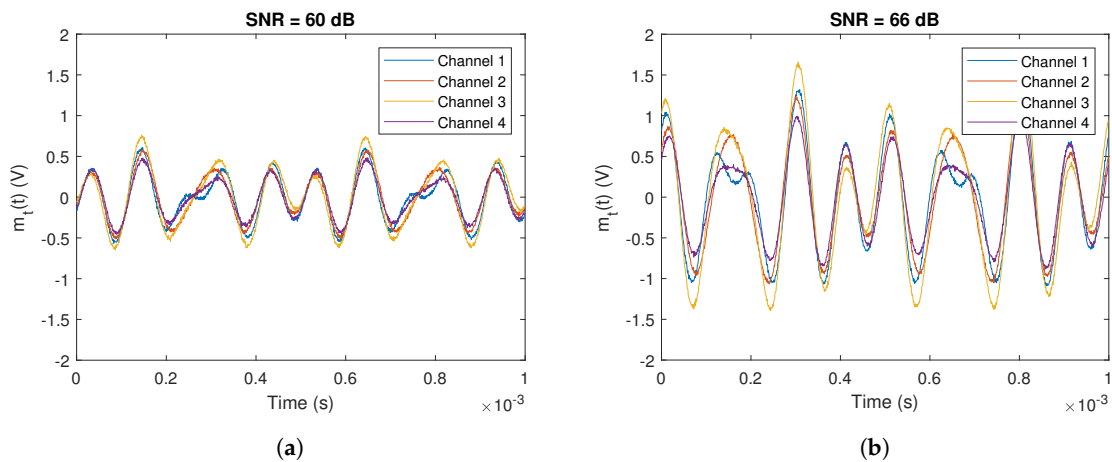 SNR = 60 dB
2
1.5
1
0.5
0
-0.5
-1
-1.5
-2
m_t(t) (V)
Channel 1
Channel 2
Channel 3
Channel 4
0 0.2 0.4 0.6 0.8 1
Time (s)
×10^-3
(a)
SNR = 66 dB
2
1.5
1
0.5
0
-0.5
-1
-1.5
-2
m_t(t) (V)
Channel 1
Channel 2
Channel 3
Channel 4
0 0.2 0.4 0.6 0.8 1
Time (s)
×10^-3
(b)